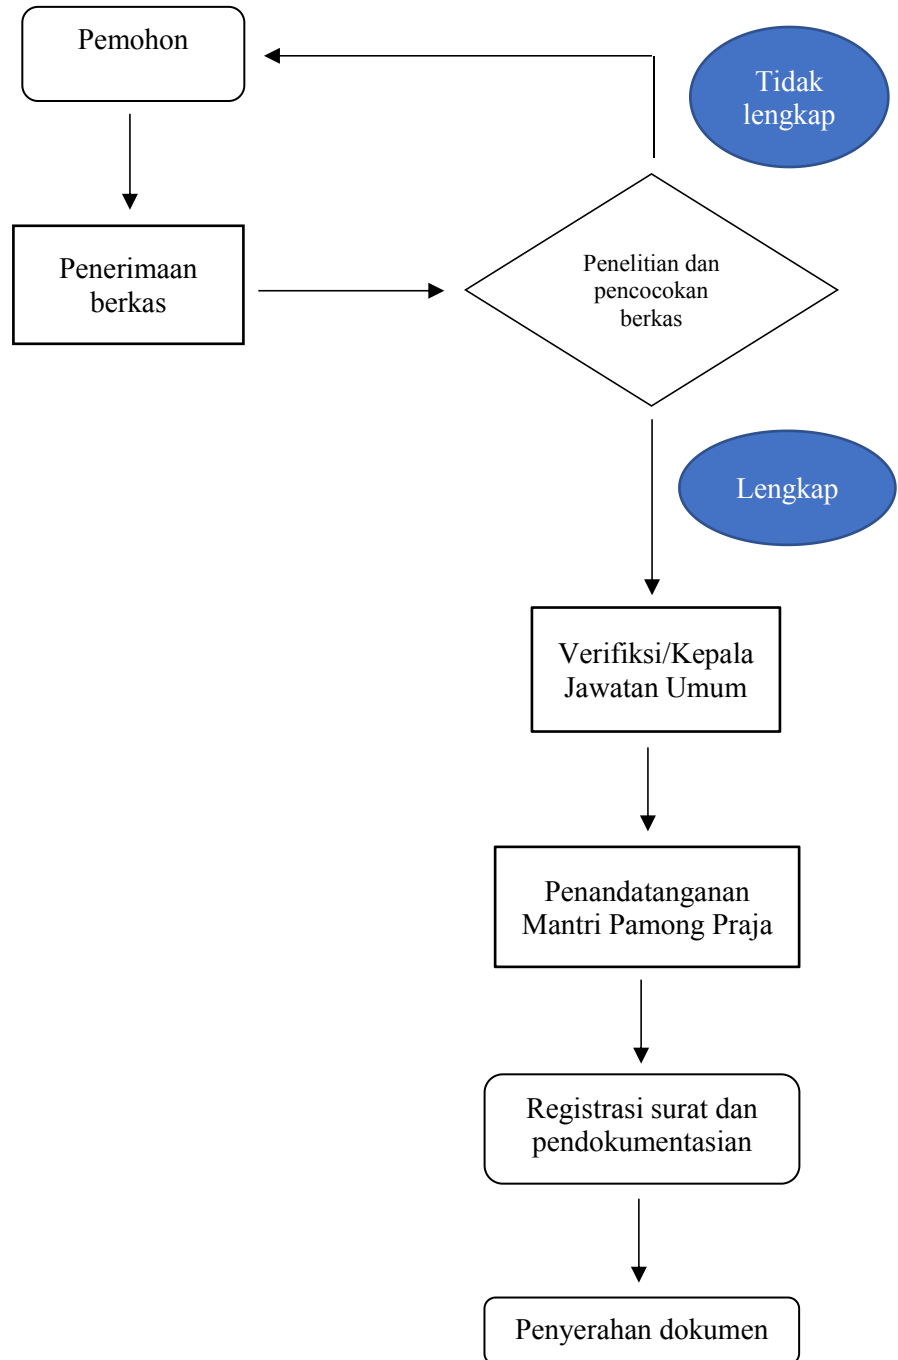 Pemohon
Tidak
lengkap
Penerimaan
berkas
Penelitian dan
pencocokan
berkas
Lengkap
Verifiksi/Kepala
Jawatan Umum
Penandatanganan
Mantri Pamong Praja
Registrasi surat dan
pendokumentasian
Penyerahan dokumen